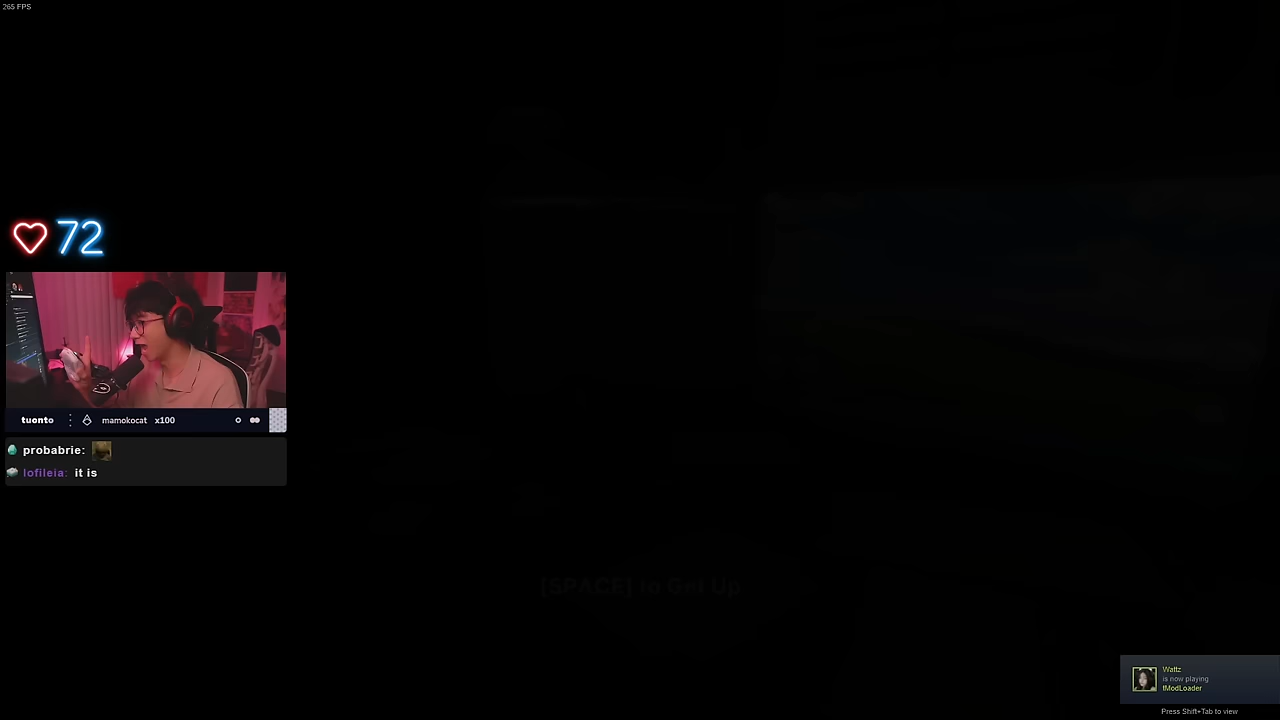 265 FPS
72
tuonto
mamokocat x100
probabrie:
lofileia: it is
[SPACE] to Get Up
Wattz
is now playing
tModLoader
Press Shift+Tab to view